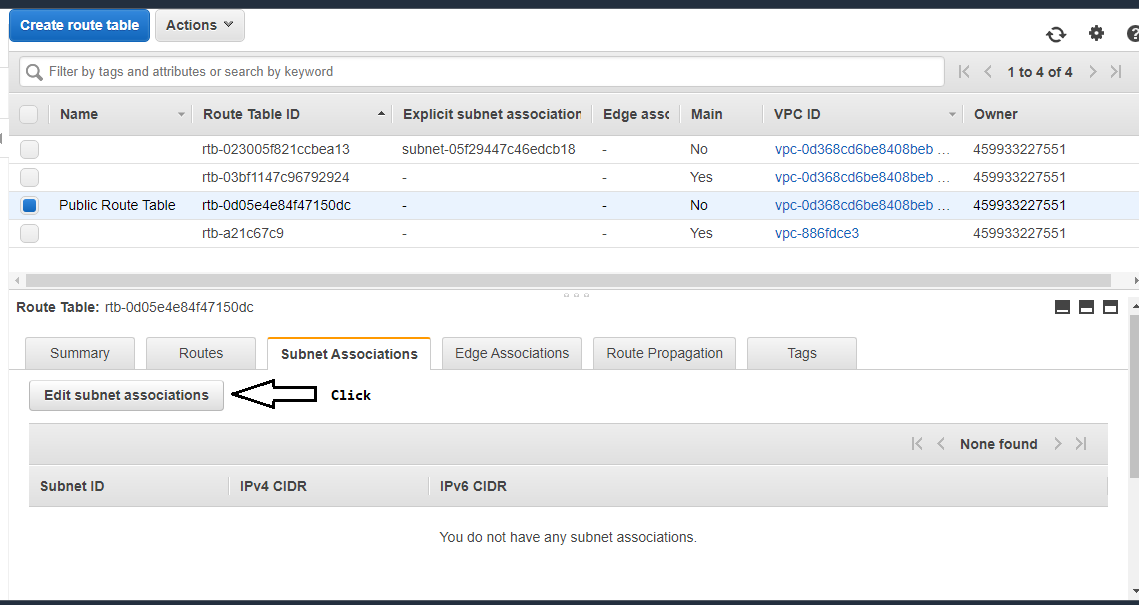 Create route table Actions
Filter by tags and attributes or search by keyword 1 to 4 of 4
Name Route Table ID Explicit subnet association Edge assc Main VPC ID Owner
rtb-023005f821ccbea13 subnet-05f29447c46edcb18 - No vpc-0d368cd6be8408beb ... 459933227551
rtb-03bf1147c96792924 - - Yes vpc-0d368cd6be8408beb ... 459933227551
Public Route Table rtb-0d05e4e84f47150dc - - No vpc-0d368cd6be8408beb ... 459933227551
rtb-a21c67c9 - - Yes vpc-886fdce3 459933227551
Route Table: rtb-0d05e4e84f47150dc
Summary Routes Subnet Associations Edge Associations Route Propagation Tags
Edit subnet associations Click
None found
Subnet ID IPv4 CIDR IPv6 CIDR
You do not have any subnet associations.